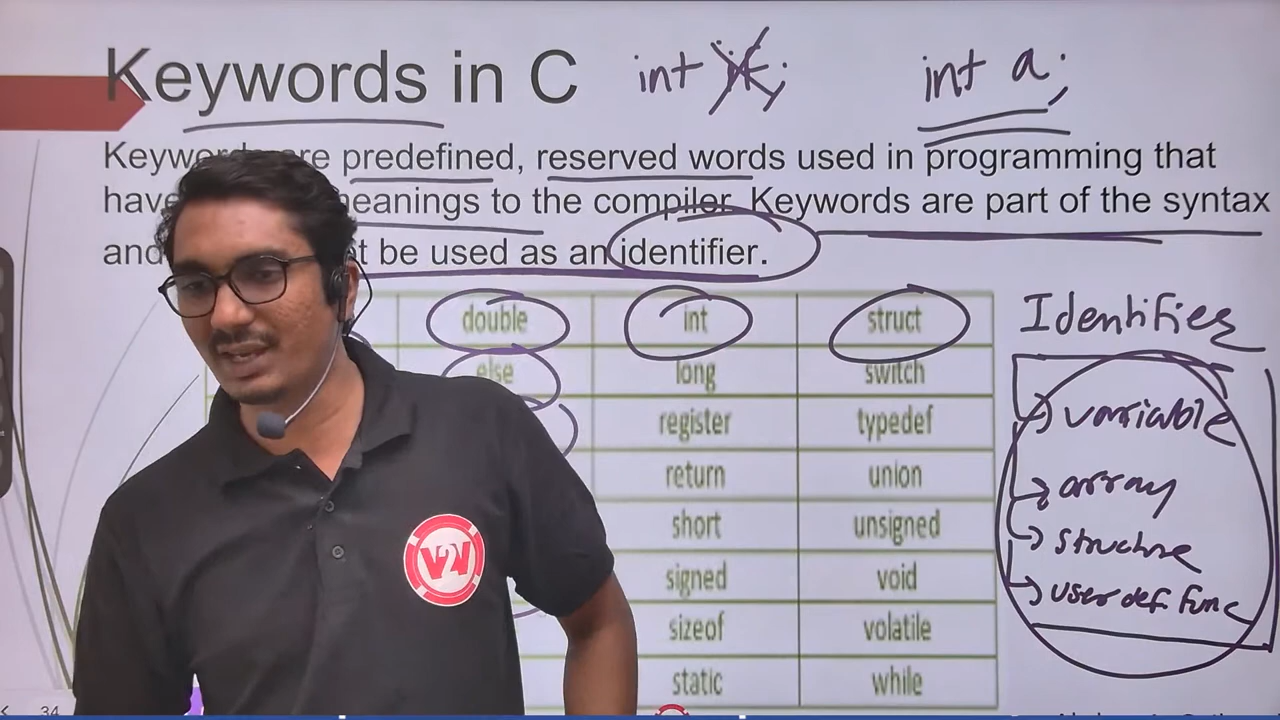 Keywords in C int if; int a;
are predefined, reserved words used in programming that
have meanings to the compiler. Keywords are part of the syntax
and be used as an identifier.
double int struct Identifies
else long switch
register typedef variable
return union array
short unsigned structure
signed void user def func
sizeof volatile
static while
V2V
34